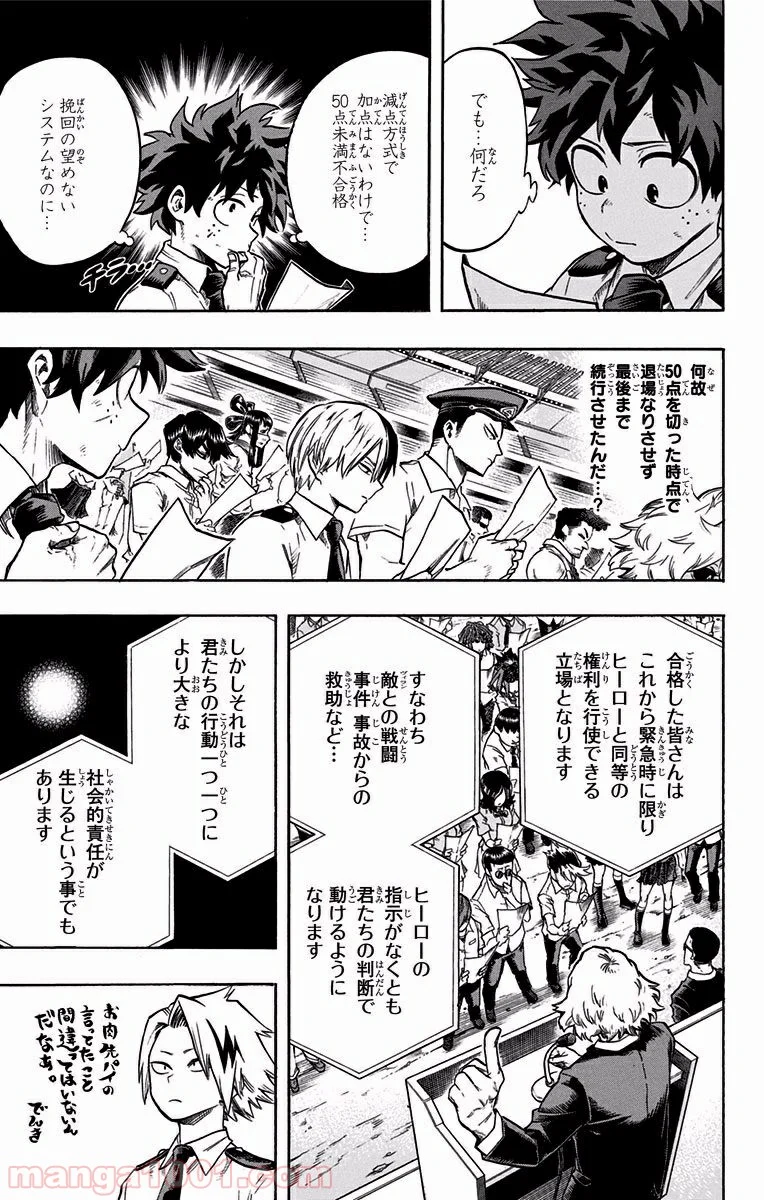 でも…何だろ
減点方式で
加点はないわけで…
50点未満不合格
挽回の望めない
システムなのに…
チラ…
何故
50点を切った時点で
退場なりさせず
最後まで
続行させたんだ…？
合格した皆さんは
これから緊急時に限り
ヒーローと同等の
権利を行使できる
立場となります
すなわち
敵との戦闘
事件 事故からの
救助など…
ヒーローの
指示がなくとも
君たちの判断で
動けるように
なります
しかしそれは
君たちの行動一つ一つに
より大きな
社会的責任が
生じるという事でも
あります
お肉先パイの
言ってたこと
間違ってはいないん
だなあ。
でんき
manga1001.com